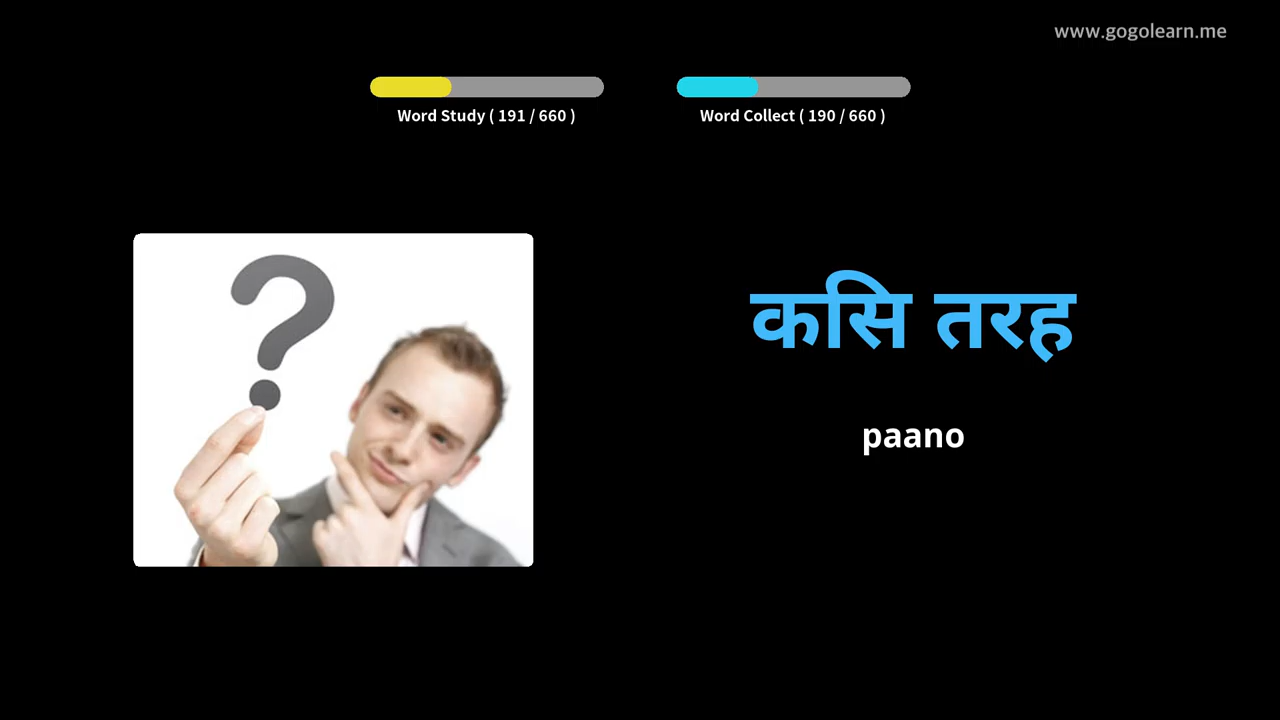 www.gogolearn.me
Word Study ( 191 / 660 )
Word Collect ( 190 / 660 )
कसि तरह
paano